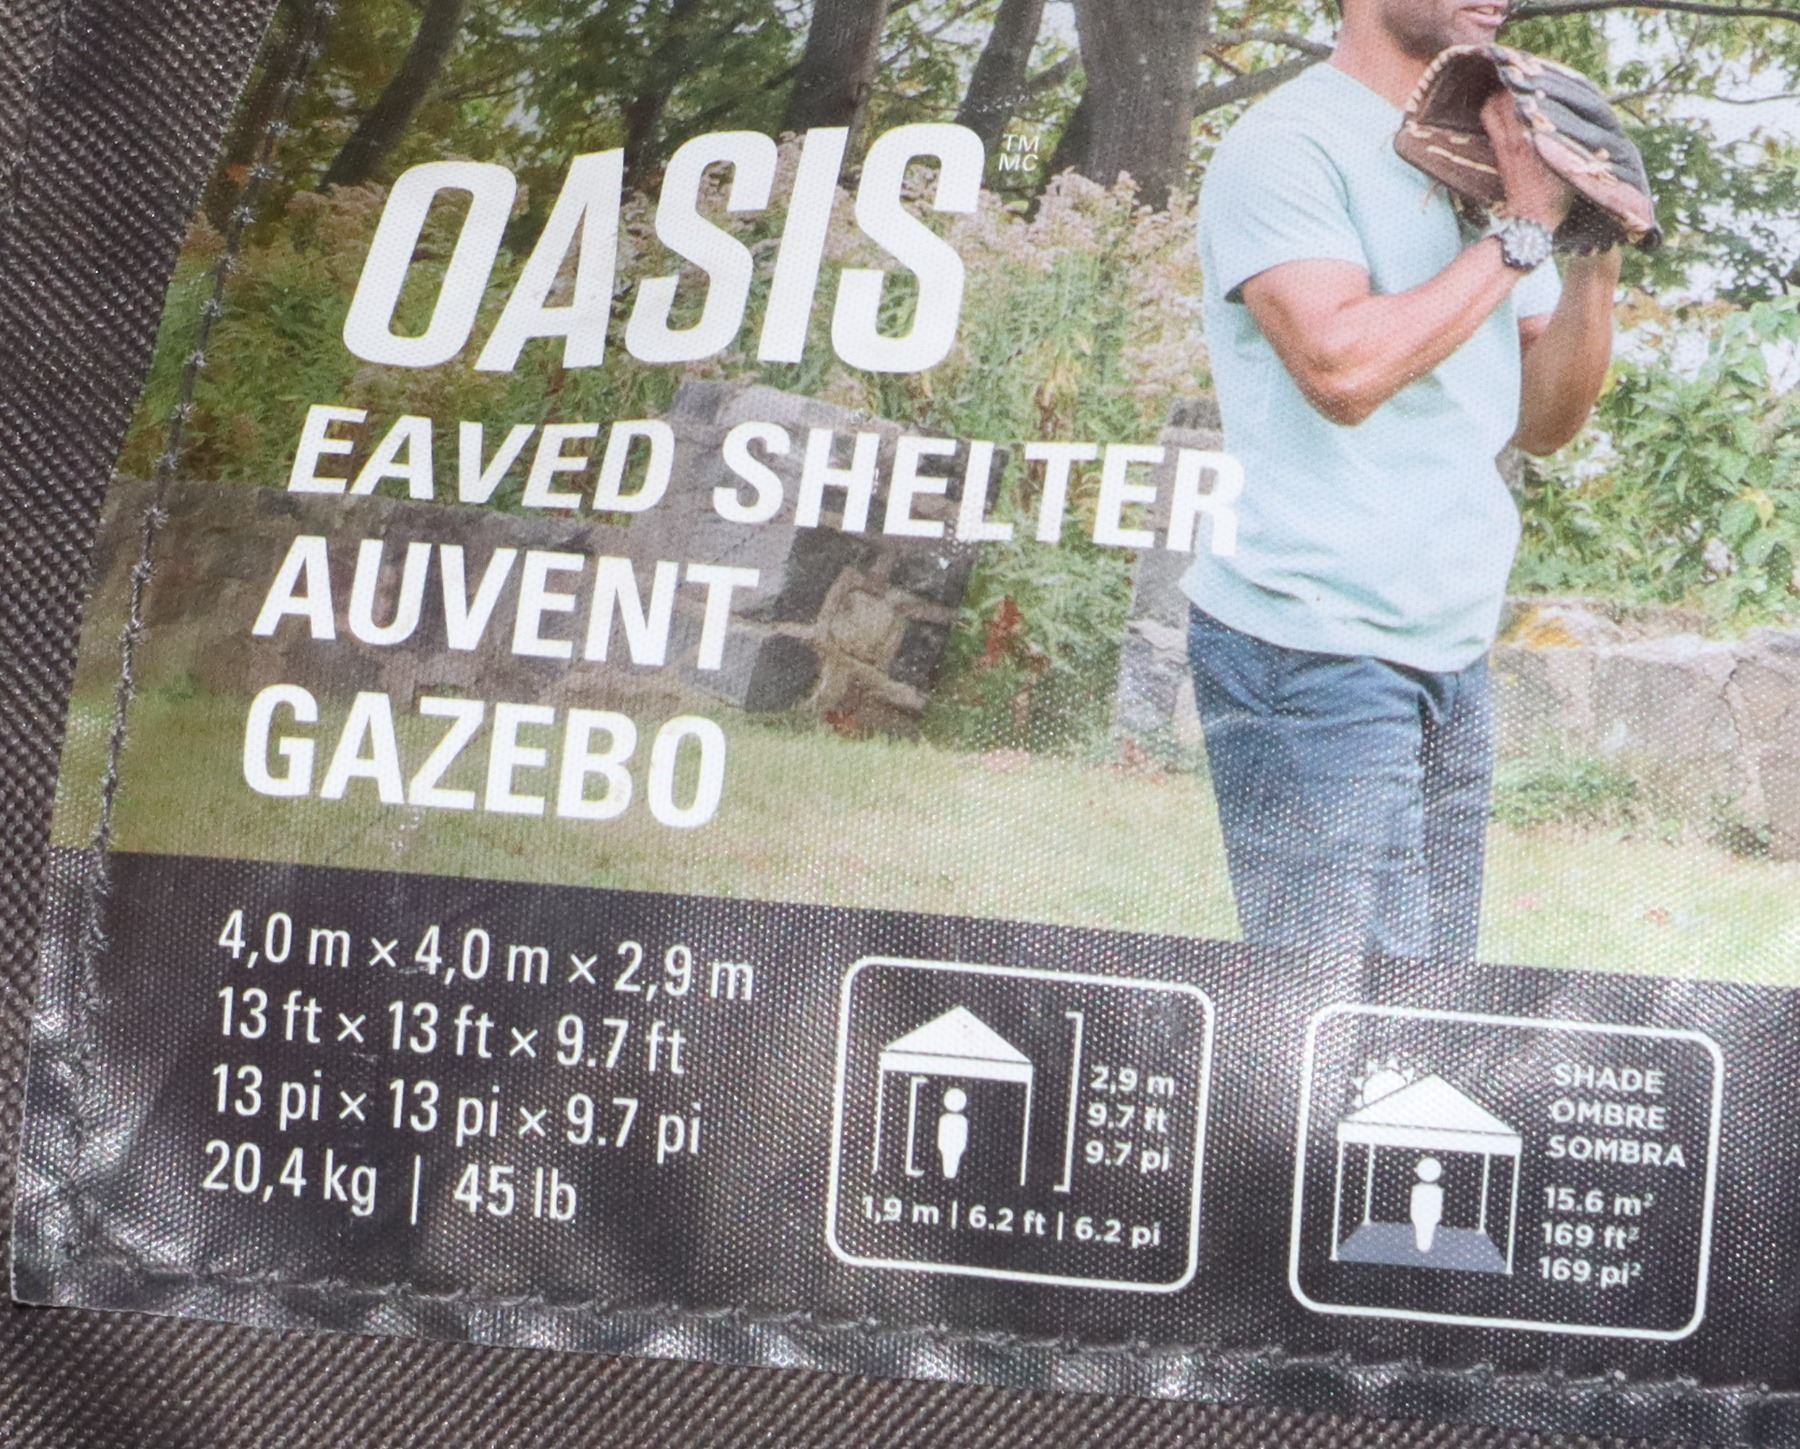 OASIS
TM
MC
EAVED SHELTER
AUVENT
GAZEBO
4,0 m × 4,0 m × 2,9 m
13 ft × 13 ft × 9.7 ft
13 pi × 13 pi × 9.7 pi
20,4 kg | 45 lb
2,9 m
9.7 ft
9.7 pi
1,9 m | 6.2 ft | 6.2 pi
SHADE
OMBRE
SOMBRA
15.6 m²
169 ft²
169 pi²